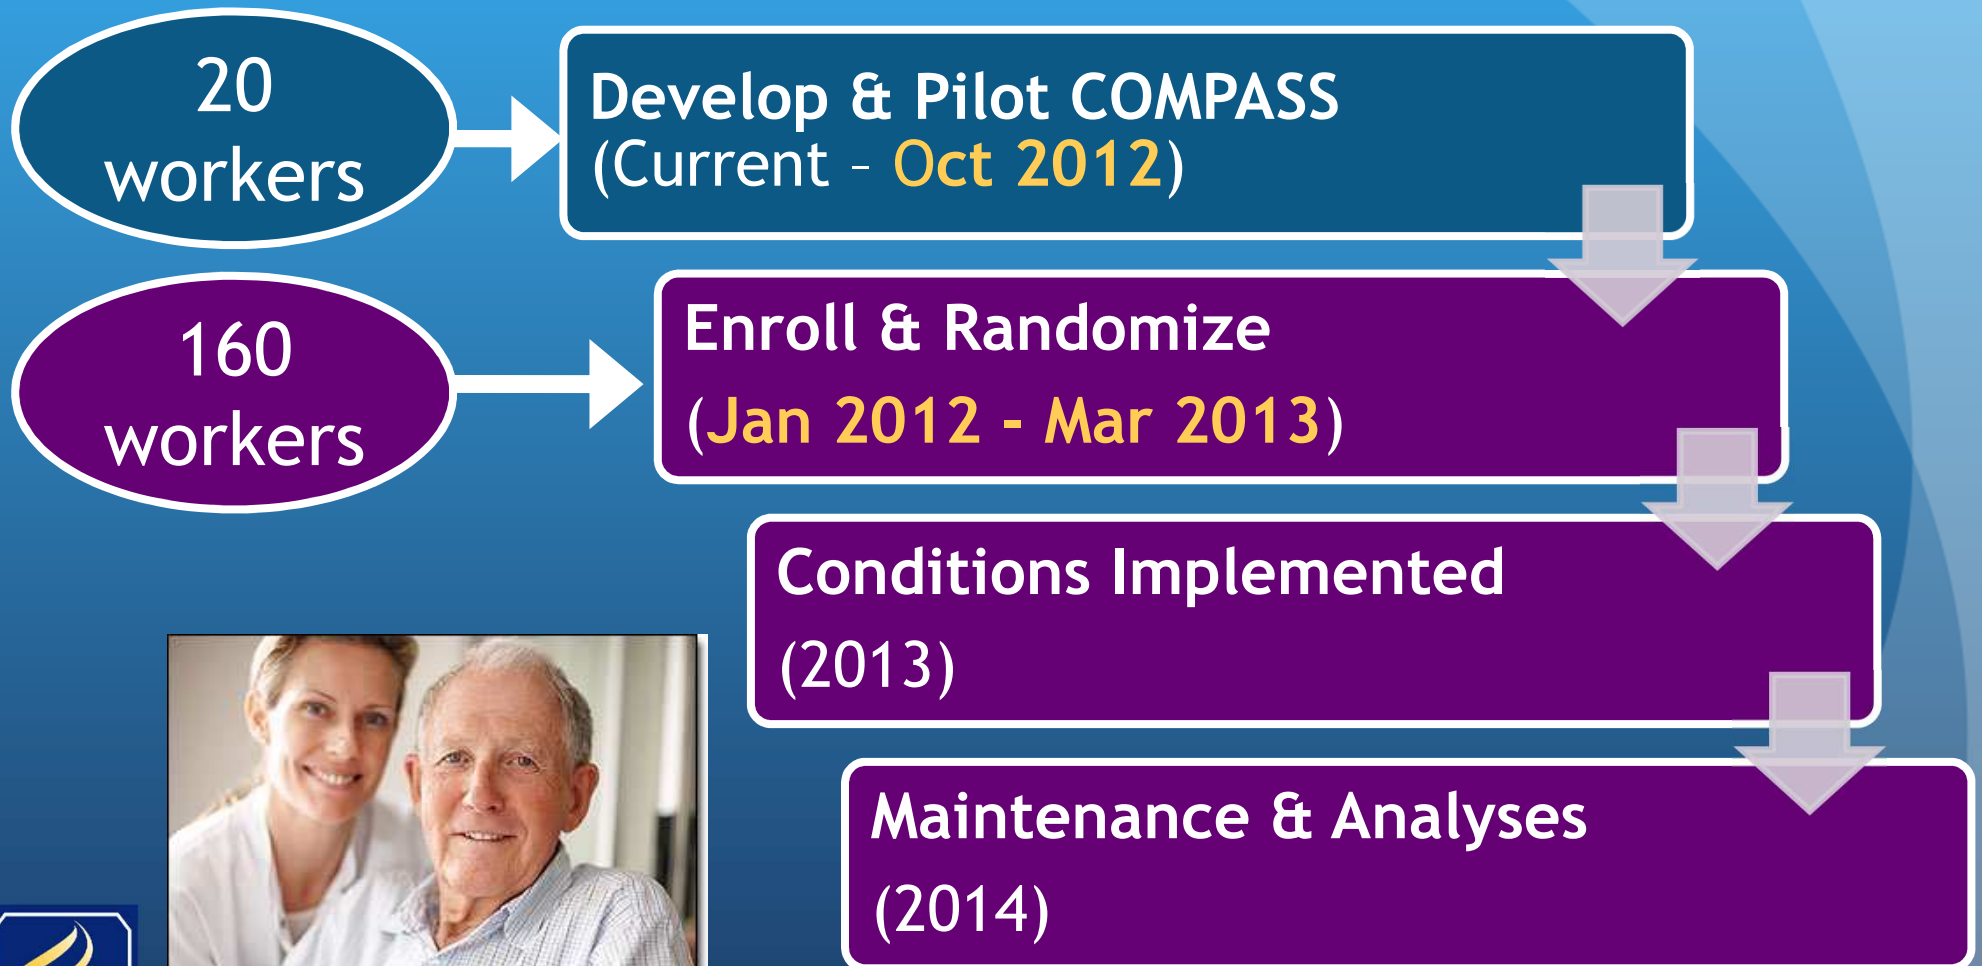 20
workers
Develop & Pilot COMPASS
(Current – Oct 2012)
160
workers
Enroll & Randomize
(Jan 2012 - Mar 2013)
Conditions Implemented
(2013)
Maintenance & Analyses
(2014)